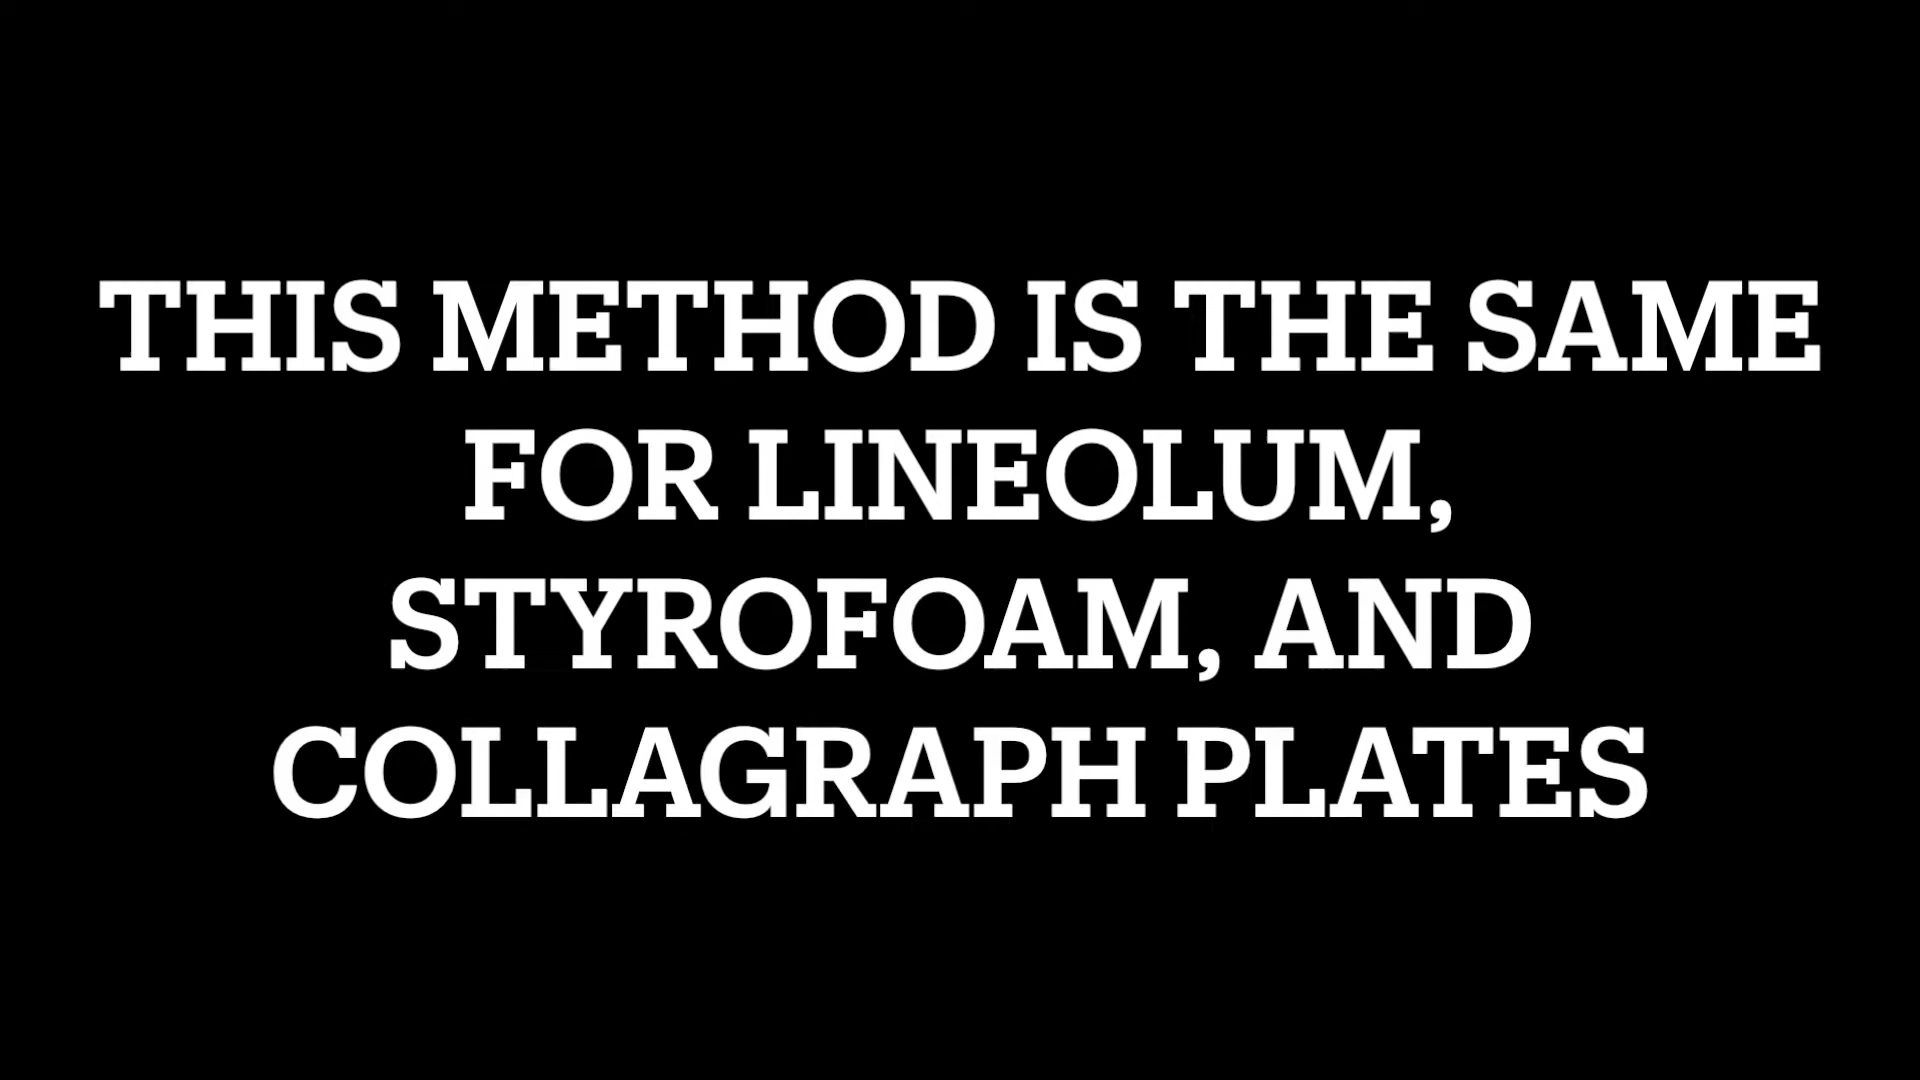 THIS METHOD IS THE SAME
FOR LINEOLUM,
STYROFOAM, AND
COLLAGRAPH PLATES